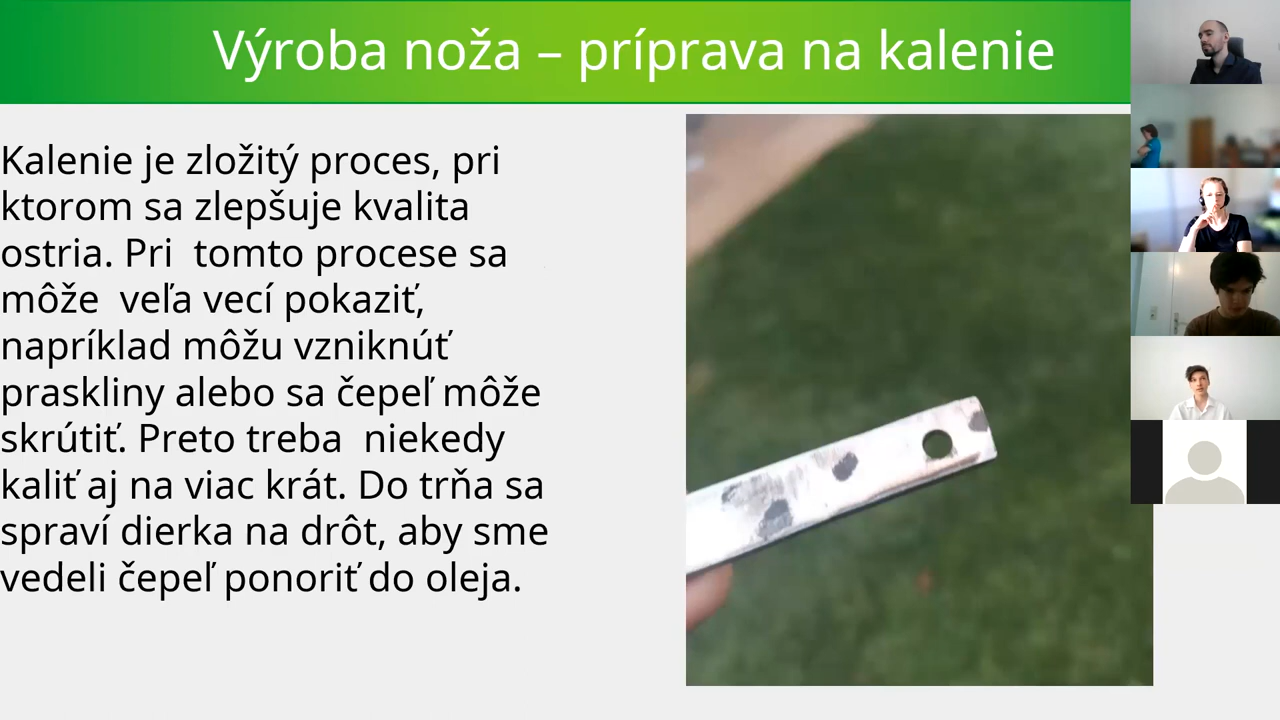 Výroba noža – príprava na kalenie
Kalenie je zložitý proces, pri
ktorom sa zlepšuje kvalita
ostria. Pri  tomto procese sa
môže  veľa vecí pokaziť,
napríklad môžu vzniknúť
praskliny alebo sa čepeľ môže
skrútiť. Preto treba  niekedy
kaliť aj na viac krát. Do tŕňa sa
spraví dierka na drôt, aby sme
vedeli čepeľ ponoriť do oleja.